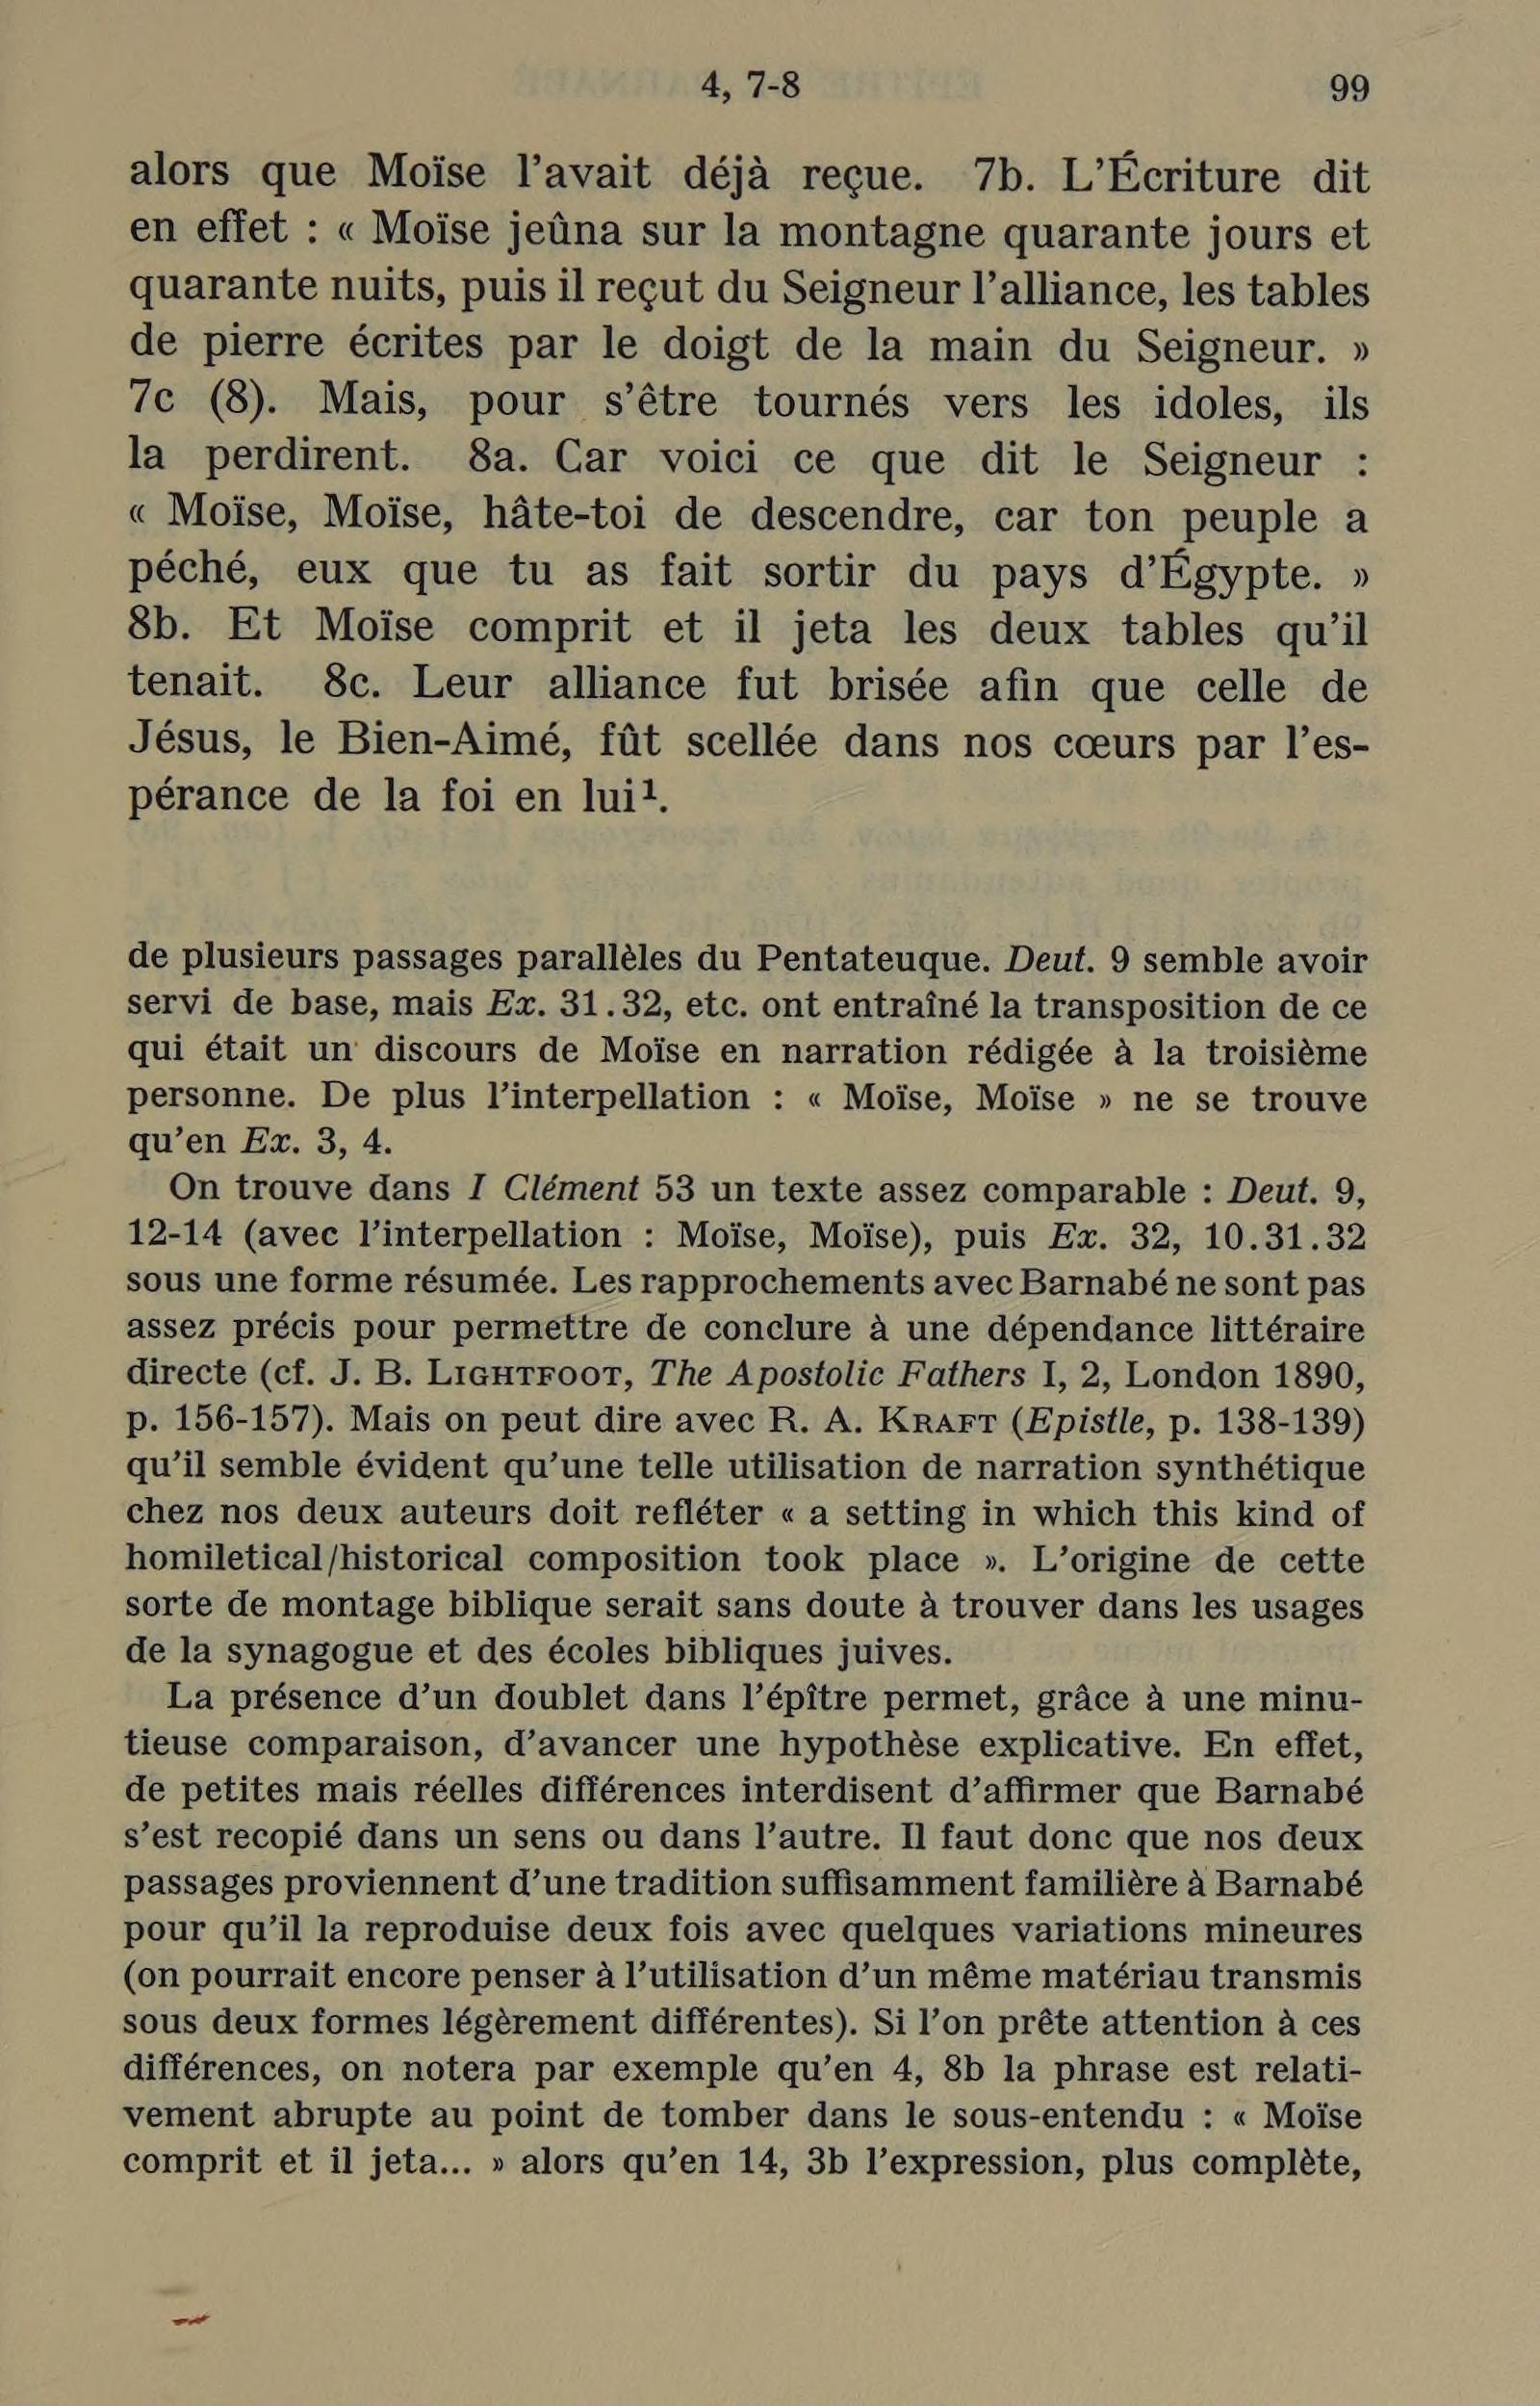 4, 7-8 99
alors que Moïse l'avait déjà reçue. 7b. L'Écriture dit
en effet : « Moïse jeûna sur la montagne quarante jours et
quarante nuits, puis il reçut du Seigneur l'alliance, les tables
de pierre écrites par le doigt de la main du Seigneur. »
7c (8). Mais, pour s'être tournés vers les idoles, ils
la perdirent. 8a. Car voici ce que dit le Seigneur :
« Moïse, Moïse, hâte-toi de descendre, car ton peuple a
péché, eux que tu as fait sortir du pays d'Égypte. »
8b. Et Moïse comprit et il jeta les deux tables qu'il
tenait. 8c. Leur alliance fut brisée afin que celle de
Jésus, le Bien-Aimé, fût scellée dans nos cœurs par l'es-
pérance de la foi en lui¹.
de plusieurs passages parallèles du Pentateuque. Deut. 9 semble avoir
servi de base, mais Ex. 31.32, etc. ont entraîné la transposition de ce
qui était un discours de Moïse en narration rédigée à la troisième
personne. De plus l'interpellation : « Moïse, Moïse » ne se trouve
qu'en Ex. 3, 4.
On trouve dans I Clément 53 un texte assez comparable : Deut. 9,
12-14 (avec l'interpellation : Moïse, Moïse), puis Ex. 32, 10.31.32
sous une forme résumée. Les rapprochements avec Barnabé ne sont pas
assez précis pour permettre de conclure à une dépendance littéraire
directe (cf. J. B. LIGHTFOOT, The Apostolic Fathers I, 2, London 1890,
p. 156-157). Mais on peut dire avec R. A. KRAFT (Epistle, p. 138-139)
qu'il semble évident qu'une telle utilisation de narration synthétique
chez nos deux auteurs doit refléter « a setting in which this kind of
homiletical/historical composition took place ». L'origine de cette
sorte de montage biblique serait sans doute à trouver dans les usages
de la synagogue et des écoles bibliques juives.
La présence d'un doublet dans l'épître permet, grâce à une minu-
tieuse comparaison, d'avancer une hypothèse explicative. En effet,
de petites mais réelles différences interdisent d'affirmer que Barnabé
s'est recopié dans un sens ou dans l'autre. Il faut donc que nos deux
passages proviennent d'une tradition suffisamment familière à Barnabé
pour qu'il la reproduise deux fois avec quelques variations mineures
(on pourrait encore penser à l'utilisation d'un même matériau transmis
sous deux formes légèrement différentes). Si l'on prête attention à ces
différences, on notera par exemple qu'en 4, 8b la phrase est relati-
vement abrupte au point de tomber dans le sous-entendu : « Moïse
comprit et il jeta... » alors qu'en 14, 3b l'expression, plus complète,